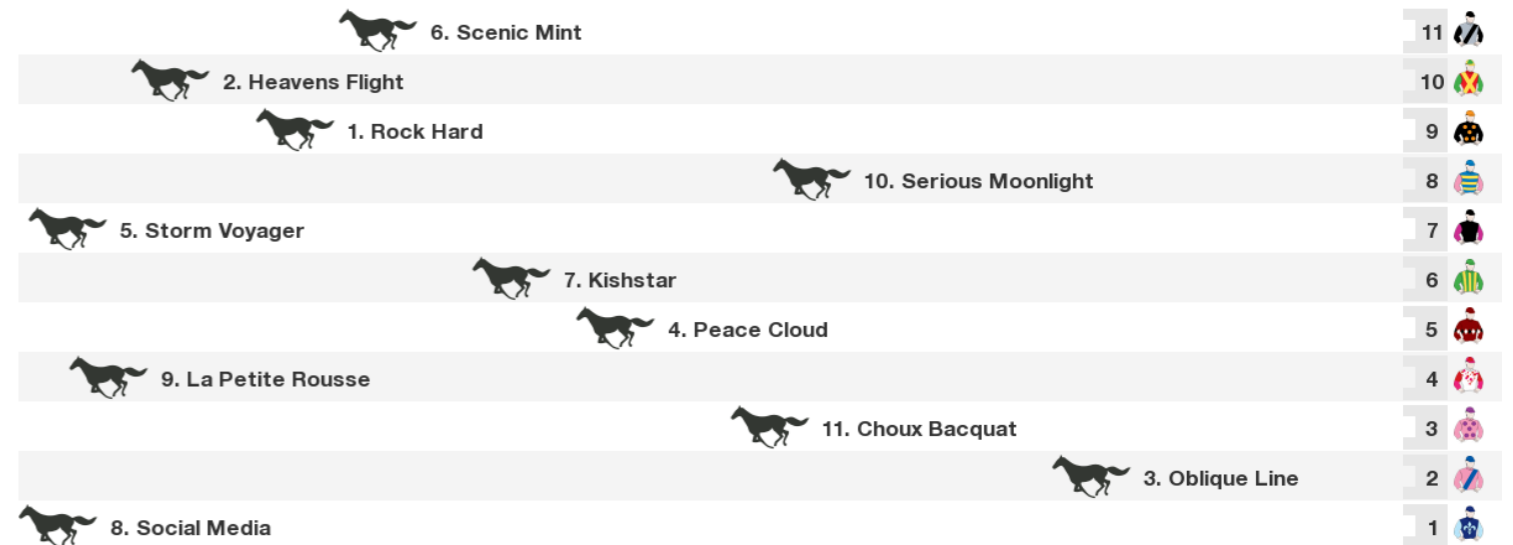 6. Scenic Mint 11
2. Heavens Flight 10
1. Rock Hard 9
10. Serious Moonlight 8
5. Storm Voyager 7
7. Kishstar 6
4. Peace Cloud 5
9. La Petite Rousse 4
11. Choux Bacquat 3
3. Oblique Line 2
8. Social Media 1